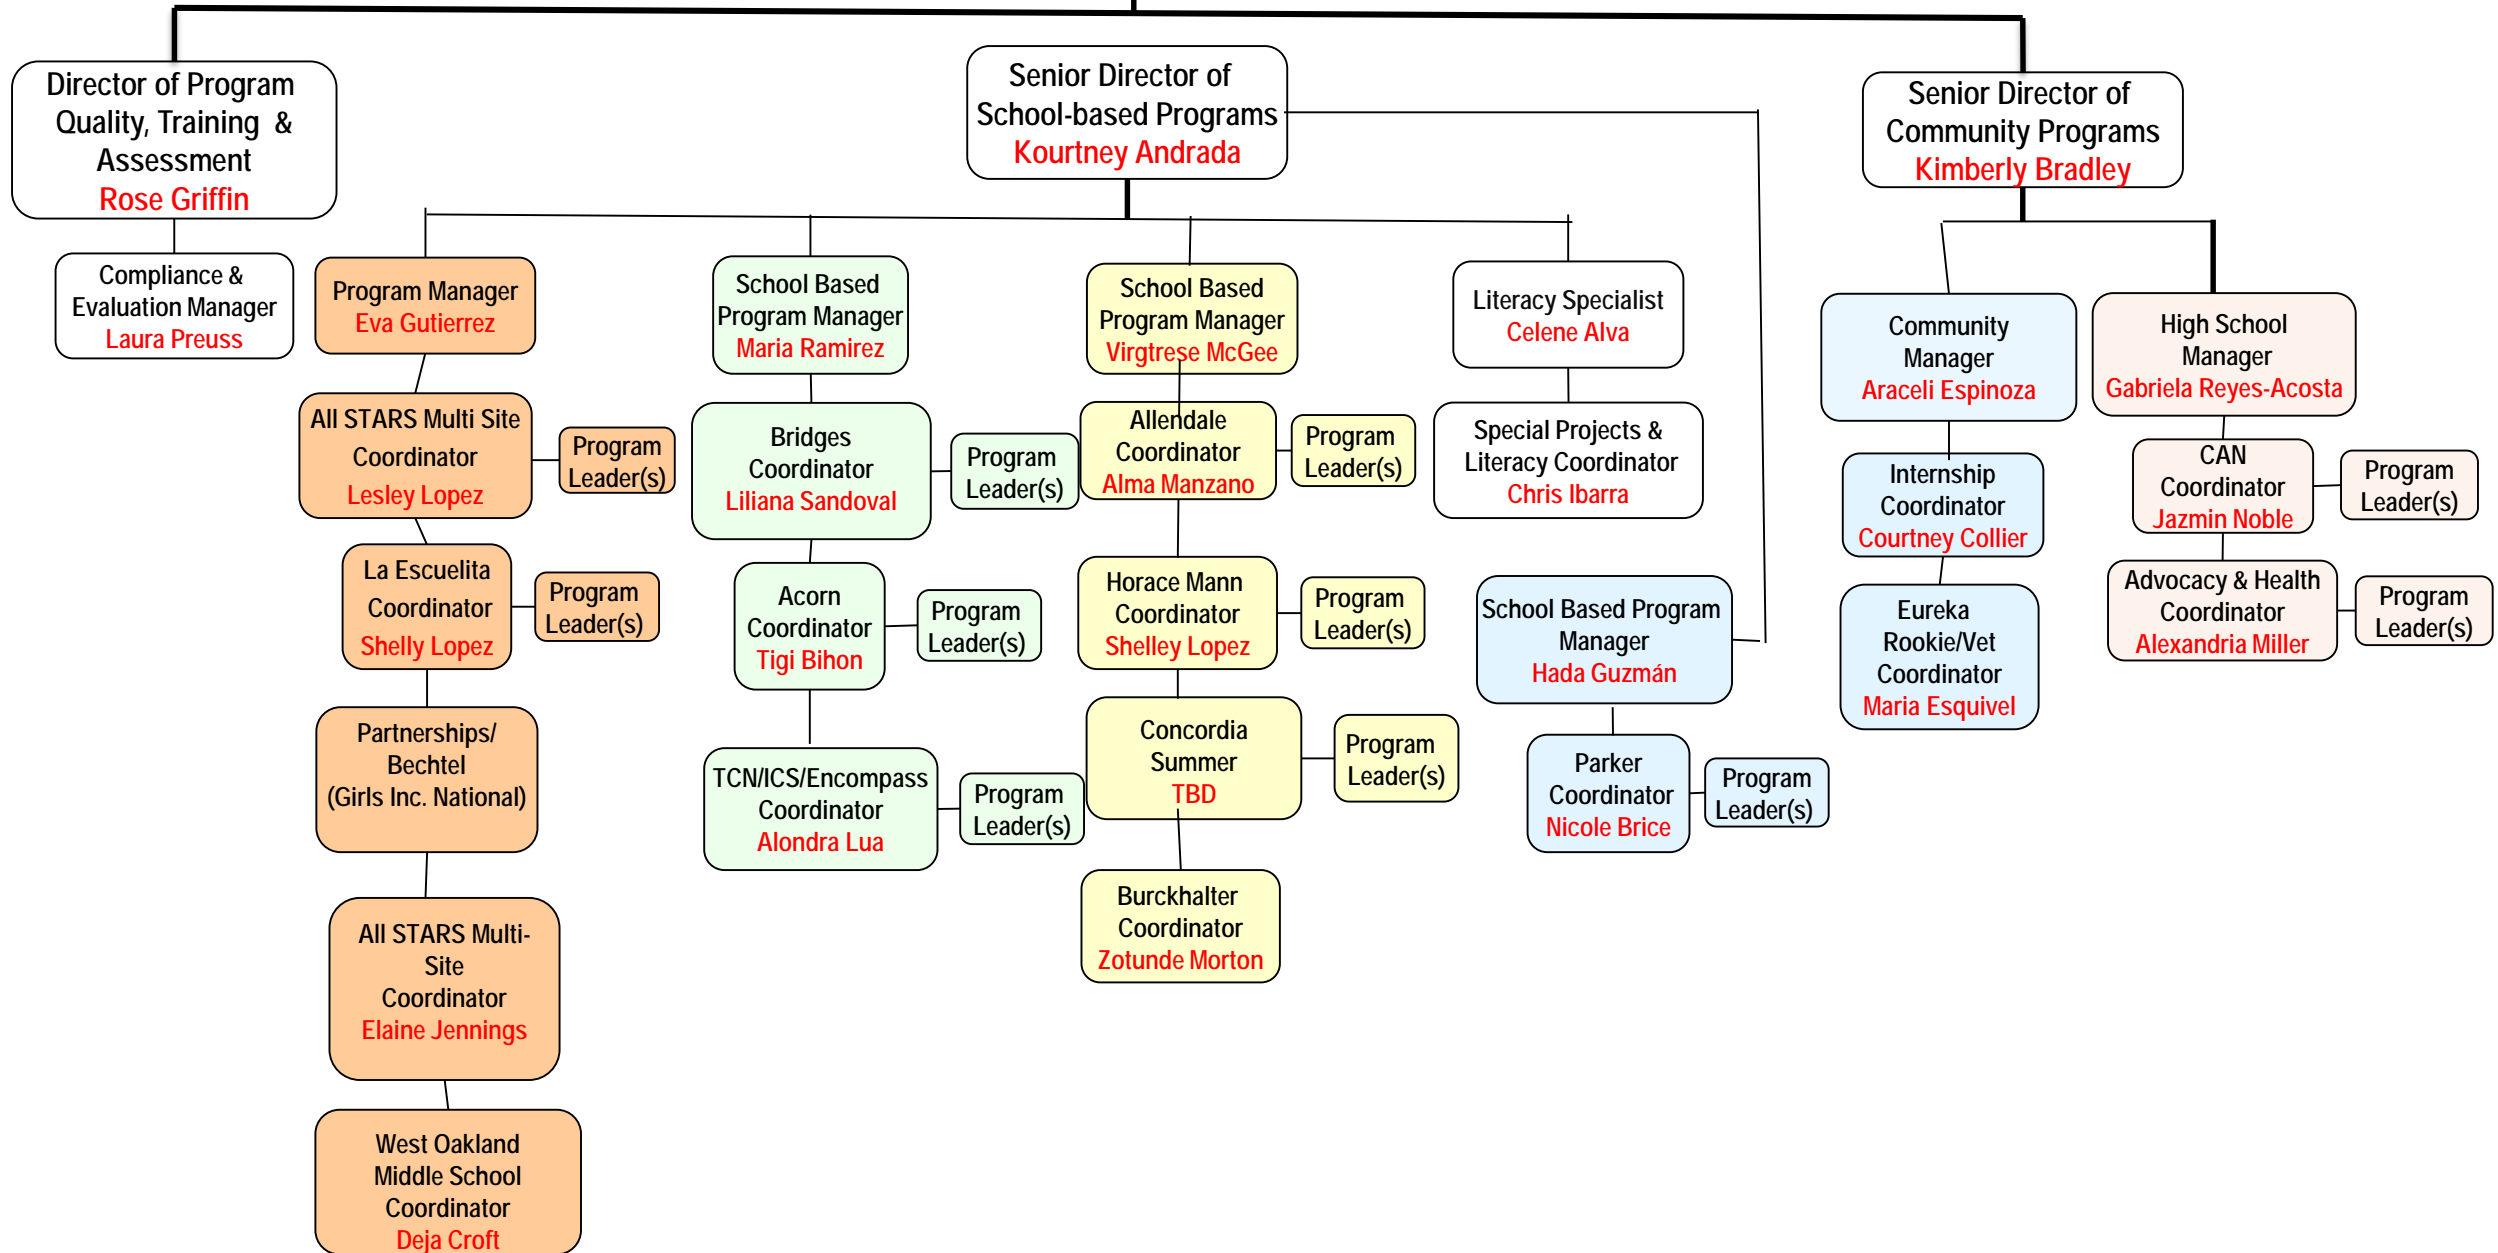 Director of Program
Quality, Training & 
Assessment
Rose Griffin
Compliance &
Evaluation Manager
Laura Preuss
Senior Director of
School-based Programs
Kourtney Andrada
Senior Director of
Community Programs
Kimberly Bradley
Program Manager
Eva Gutierrez
All STARS Multi Site
Coordinator
Lesley Lopez
Program
Leader(s)
La Escuelita
Coordinator
Shelly Lopez
Program
Leader(s)
Partnerships/
Bechtel
(Girls Inc. National)
All STARS Multi-
Site
Coordinator
Elaine Jennings
West Oakland
Middle School
Coordinator
Deja Croft
School Based
Program Manager
Maria Ramirez
Bridges
Coordinator
Liliana Sandoval
Program
Leader(s)
Acorn
Coordinator
Tigi Bihon
Program
Leader(s)
TCN/ICS/Encompass
Coordinator
Alondra Lua
Program
Leader(s)
School Based
Program Manager
Virgtrese McGee
Allendale
Coordinator
Alma Manzano
Program
Leader(s)
Horace Mann
Coordinator
Shelley Lopez
Program
Leader(s)
Concordia
Summer
TBD
Program
Leader(s)
Burckhalter
Coordinator
Zotunde Morton
Literacy Specialist
Celene Alva
Special Projects &
Literacy Coordinator
Chris Ibarra
School Based Program
Manager
Hada Guzmán
Parker
Coordinator
Nicole Brice
Program
Leader(s)
Community
Manager
Araceli Espinoza
Internship
Coordinator
Courtney Collier
Eureka
Rookie/Vet
Coordinator
Maria Esquivel
High School
Manager
Gabriela Reyes-Acosta
CAN
Coordinator
Jazmin Noble
Program
Leader(s)
Advocacy & Health
Coordinator
Alexandria Miller
Program
Leader(s)